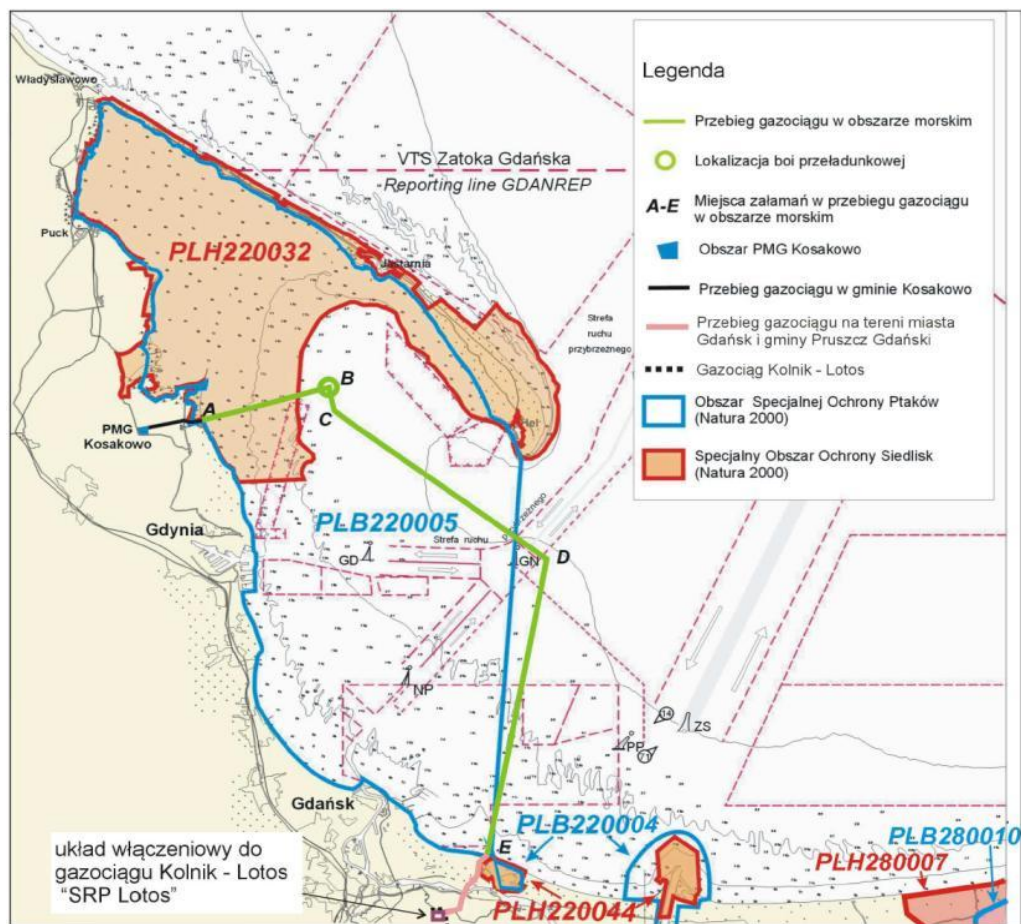 Władysławowo
VTS Zatoka Gdańska
Reporting line GDANREP
Puck
PLH220032
Jastarnia
Strefa
ruchu
przybrzeżnego
B
A
C
Hel
PMG
Kosakowo
PLB220005
Gdynia
Strefa ruchu
GD
GN
D
NP
14
ZS
PP
Gdańsk
E
PLB220004
PLB280010
PLH280007
PLH220044
układ włączeniowy do
gazociągu Kolnik - Lotos
"SRP Lotos"
Legenda
Przebieg gazociągu w obszarze morskim
Lokalizacja boi przeładunkowej
A-E
Miejsca załamań w przebiegu gazociągu
w obszarze morskim
Obszar PMG Kosakowo
Przebieg gazociągu w gminie Kosakowo
Przebieg gazociągu na tereni miasta
Gdańsk i gminy Pruszcz Gdański
Gazociąg Kolnik - Lotos
Obszar Specjalnej Ochrony Ptaków
(Natura 2000)
Specjalny Obszar Ochrony Siedlisk
(Natura 2000)